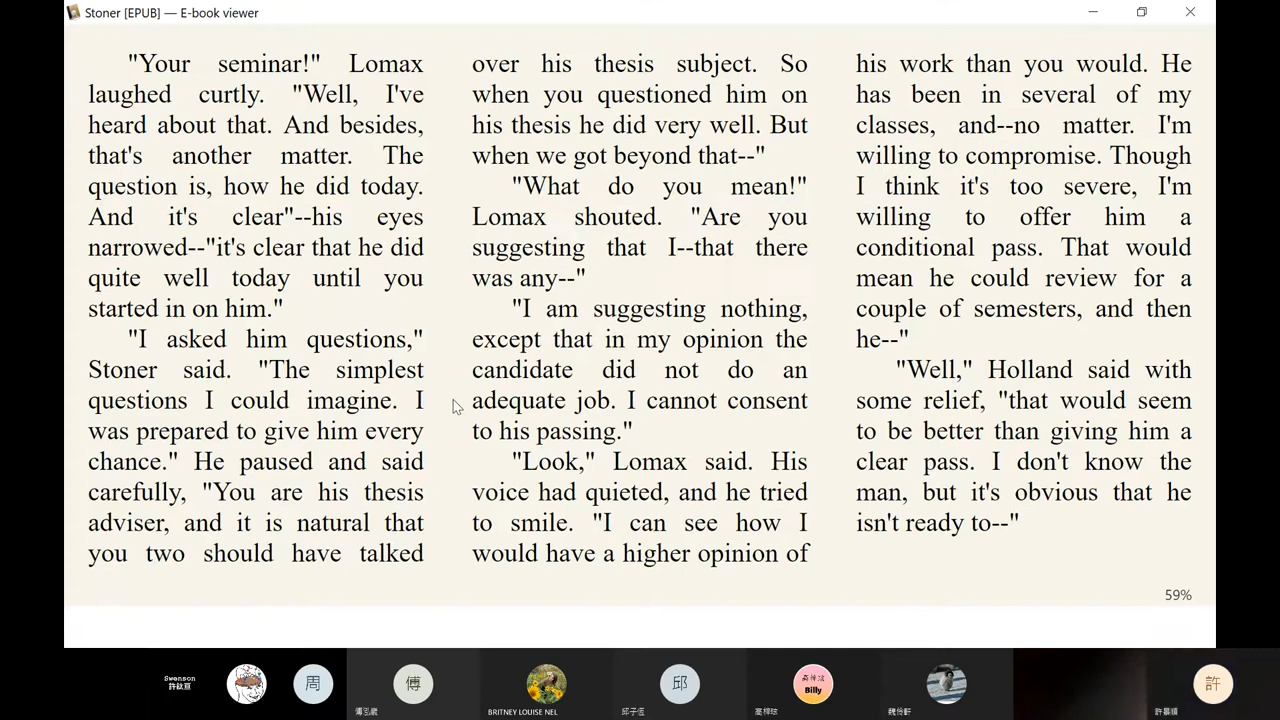 Stoner [EPUB] — E-book viewer
"Your seminar!" Lomax
laughed curtly. "Well, I've
heard about that. And besides,
that's another matter. The
question is, how he did today.
And it's clear"--his eyes
narrowed--"it's clear that he did
quite well today until you
started in on him."
"I asked him questions,"
Stoner said. "The simplest
questions I could imagine. I
was prepared to give him every
chance." He paused and said
carefully, "You are his thesis
adviser, and it is natural that
you two should have talked
over his thesis subject. So
when you questioned him on
his thesis he did very well. But
when we got beyond that--"
"What do you mean!"
Lomax shouted. "Are you
suggesting that I--that there
was any--"
"I am suggesting nothing,
except that in my opinion the
candidate did not do an
adequate job. I cannot consent
to his passing."
"Look," Lomax said. His
voice had quieted, and he tried
to smile. "I can see how I
would have a higher opinion of
his work than you would. He
has been in several of my
classes, and--no matter. I'm
willing to compromise. Though
I think it's too severe, I'm
willing to offer him a
conditional pass. That would
mean he could review for a
couple of semesters, and then
he--"
"Well," Holland said with
some relief, "that would seem
to be better than giving him a
clear pass. I don't know the
man, but it's obvious that he
isn't ready to--"
59%
Swenson
周
傅
邱
Billy
許
BRITNEY LOUISE NEL